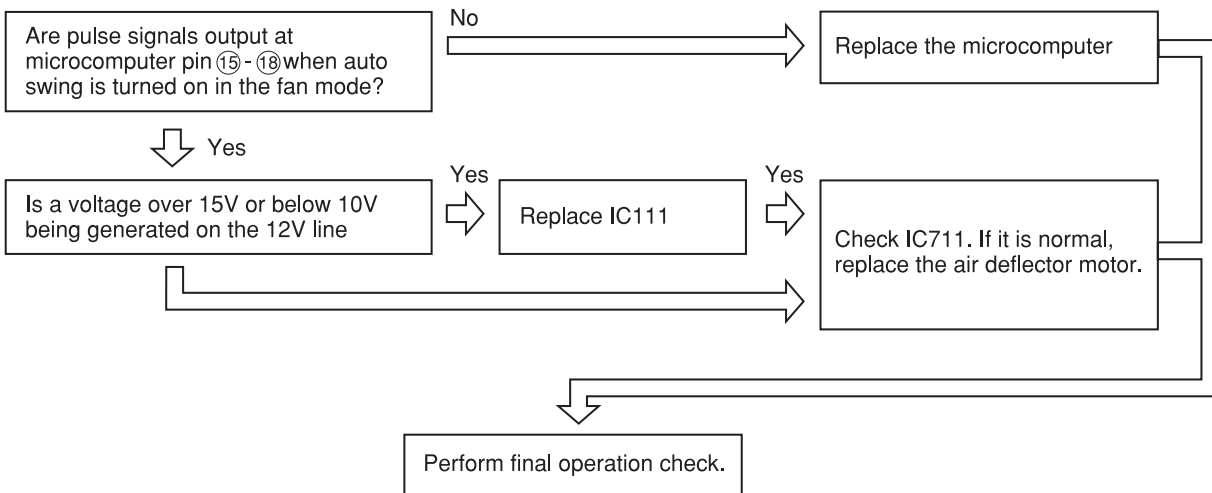 Are pulse signals output at
microcomputer pin ⑮ - ⑱ when auto
swing is turned on in the fan mode?
No
Replace the microcomputer
Yes
Is a voltage over 15V or below 10V
being generated on the 12V line
Yes
Replace IC111
Yes
Check IC711. If it is normal,
replace the air deflector motor.
Perform final operation check.